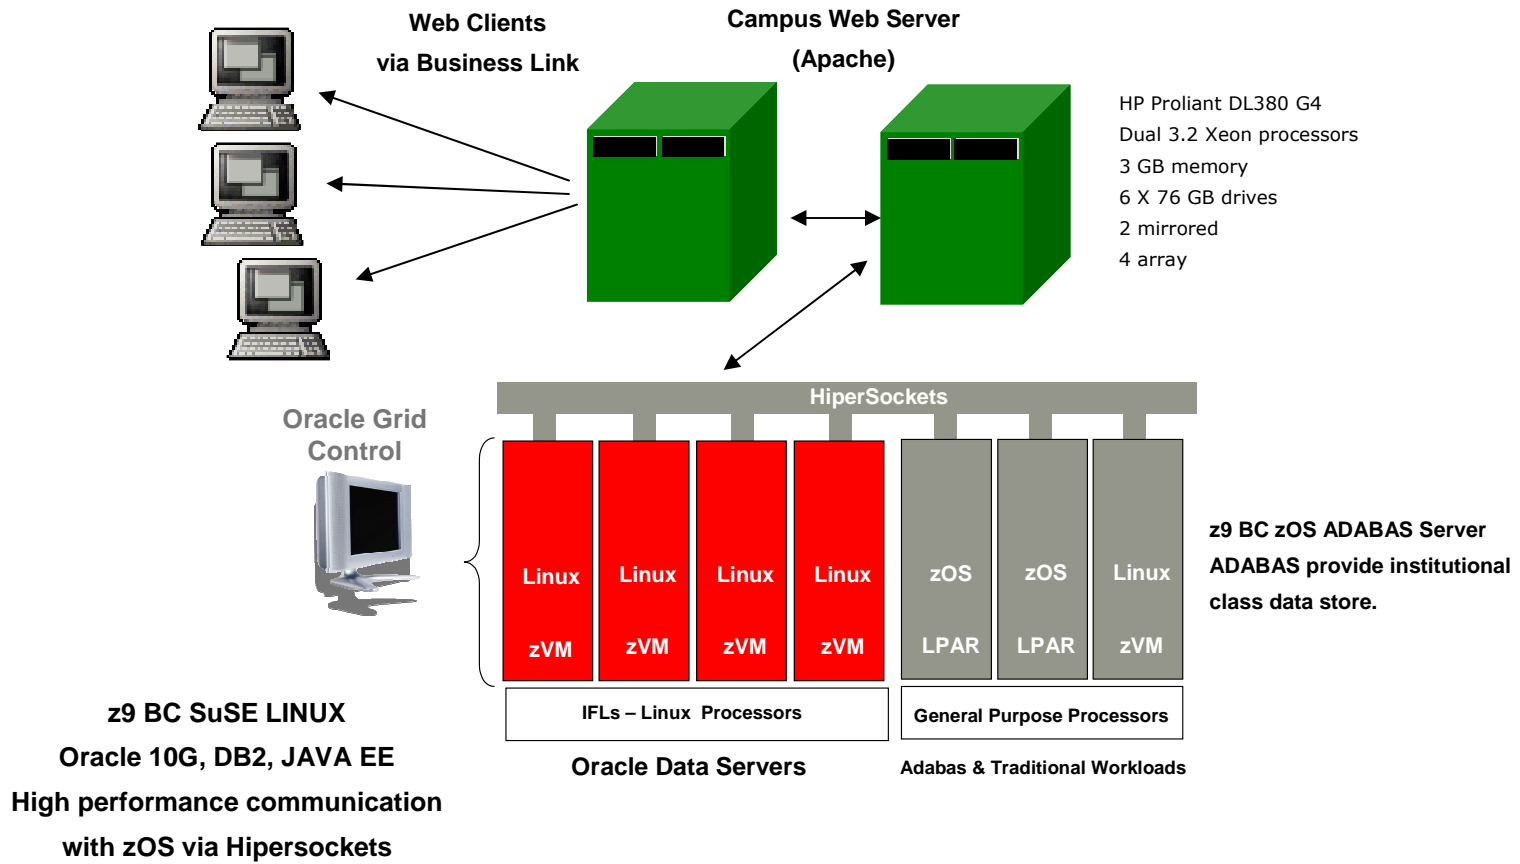 Web Clients
via Business Link
Campus Web Server
(Apache)
HP Proliant DL380 G4
Dual 3.2 Xeon processors
3 GB memory
6 X 76 GB drives
2 mirrored
4 array
HiperSockets
Oracle Grid
Control
Linux
zVM
Linux
zVM
Linux
zVM
Linux
zVM
zOS
LPAR
zOS
LPAR
Linux
zVM
z9 BC zOS ADABAS Server
ADABAS provide institutional
class data store.
IFLs – Linux Processors
General Purpose Processors
Oracle Data Servers
Adabas & Traditional Workloads
z9 BC SuSE LINUX
Oracle 10G, DB2, JAVA EE
High performance communication
with zOS via Hipersockets